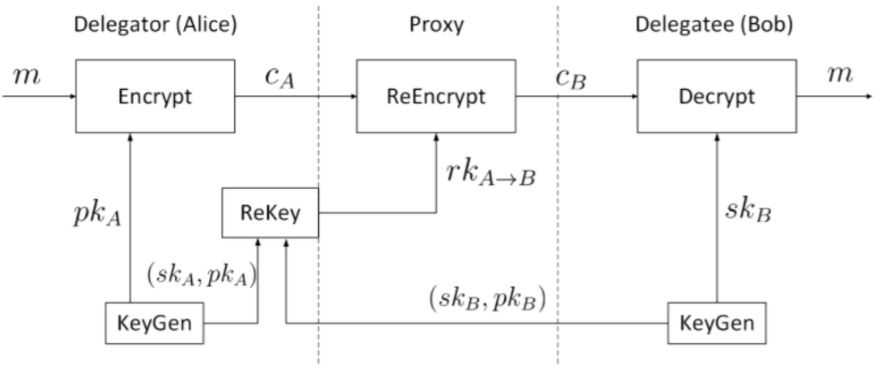 Delegator (Alice) Proxy Delegatee (Bob)
m Encrypt c_A ReEncrypt c_B Decrypt m
pk_A ReKey rk_{A→B} sk_B
(sk_A, pk_A) (sk_B, pk_B)
KeyGen KeyGen